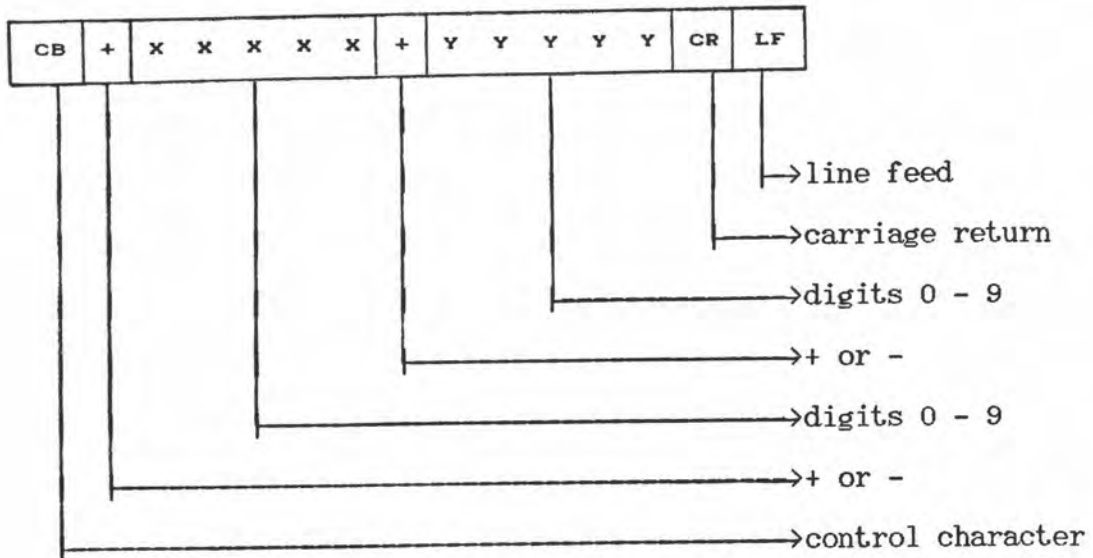 CB + X X X X X + Y Y Y Y Y CR LF
line feed
carriage return
digits 0 - 9
+ or -
digits 0 - 9
+ or -
control character